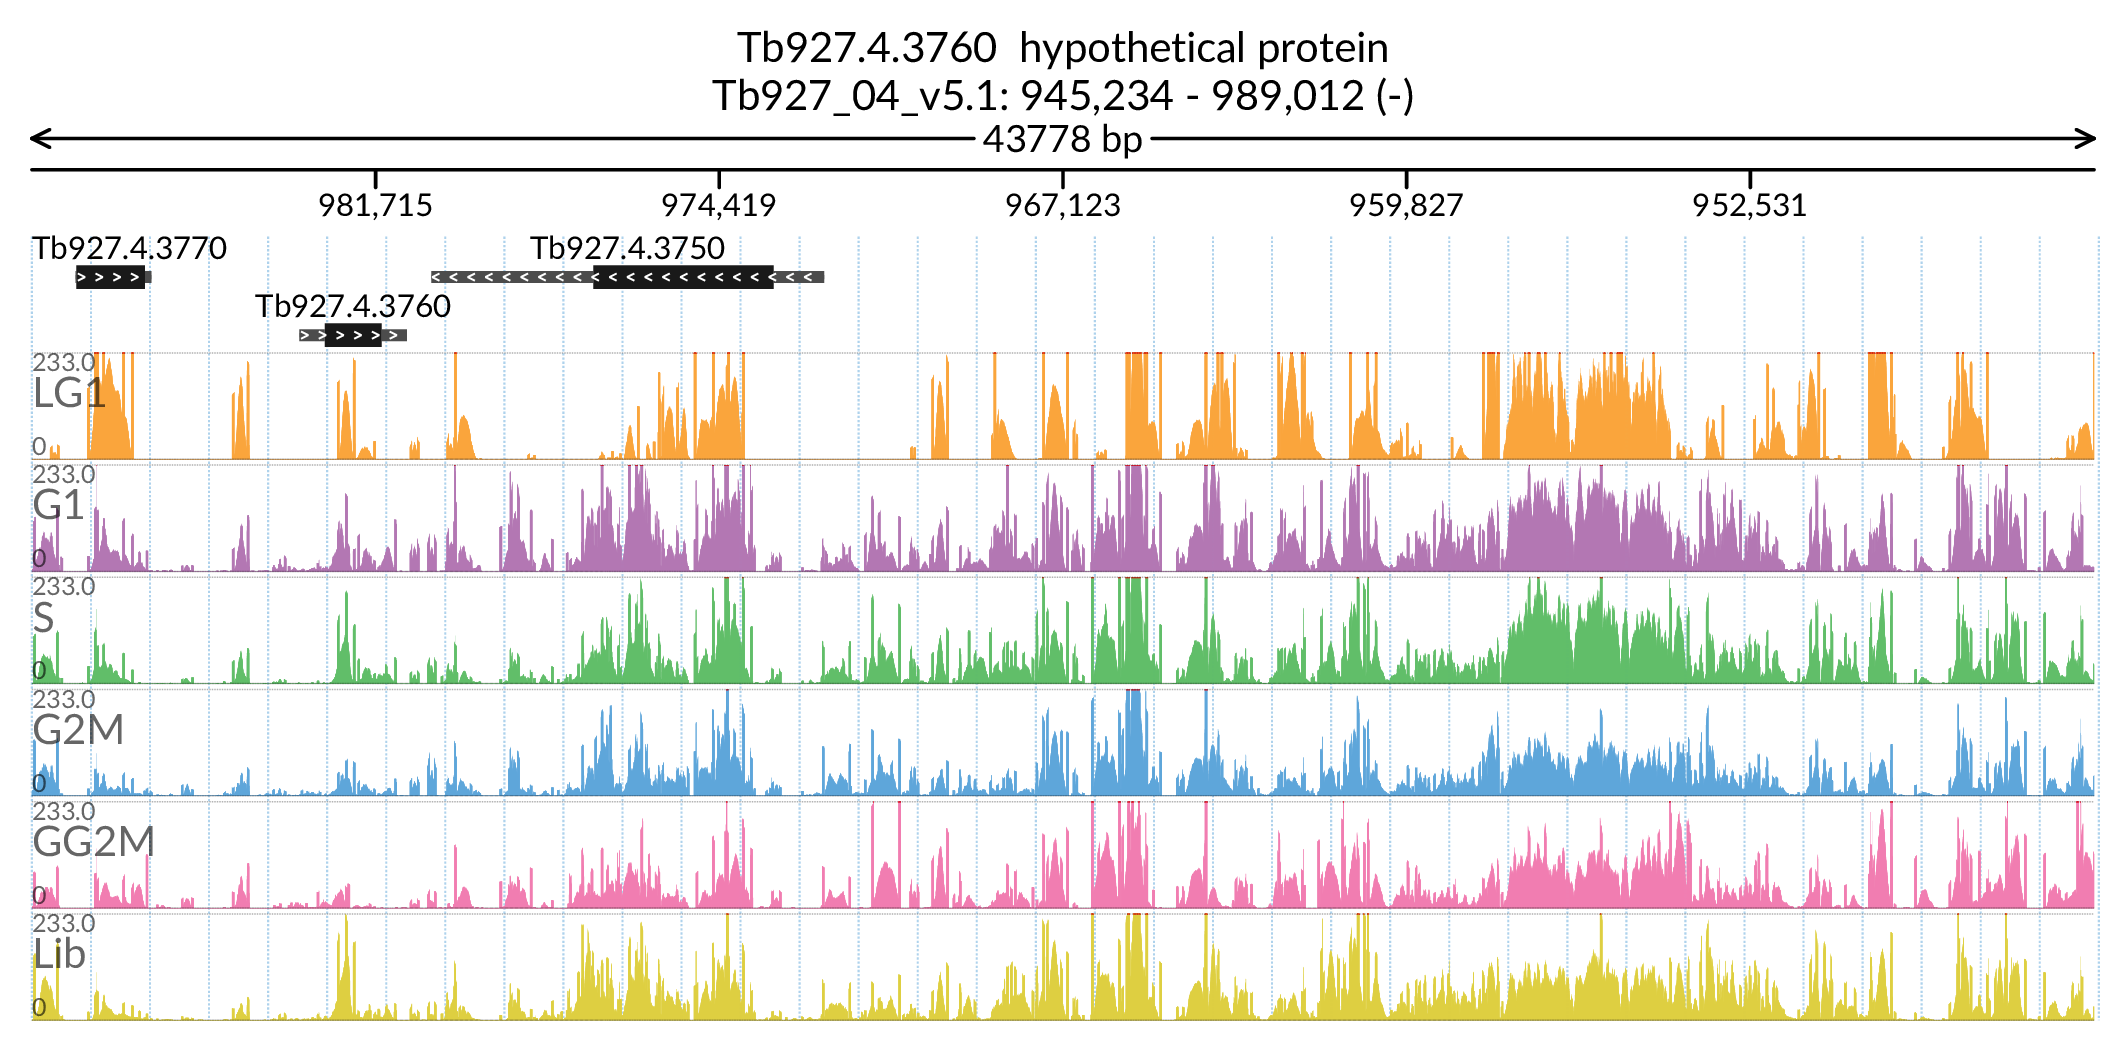 Tb927.4.3760  hypothetical protein
Tb927_04_v5.1: 945,234 - 989,012 (-)
43778 bp
981,715 974,419 967,123 959,827 952,531
Tb927.4.3770 Tb927.4.3750
Tb927.4.3760
233.0
LG1
0
233.0
G1
0
233.0
S
0
233.0
G2M
0
233.0
GG2M
0
233.0
Lib
0